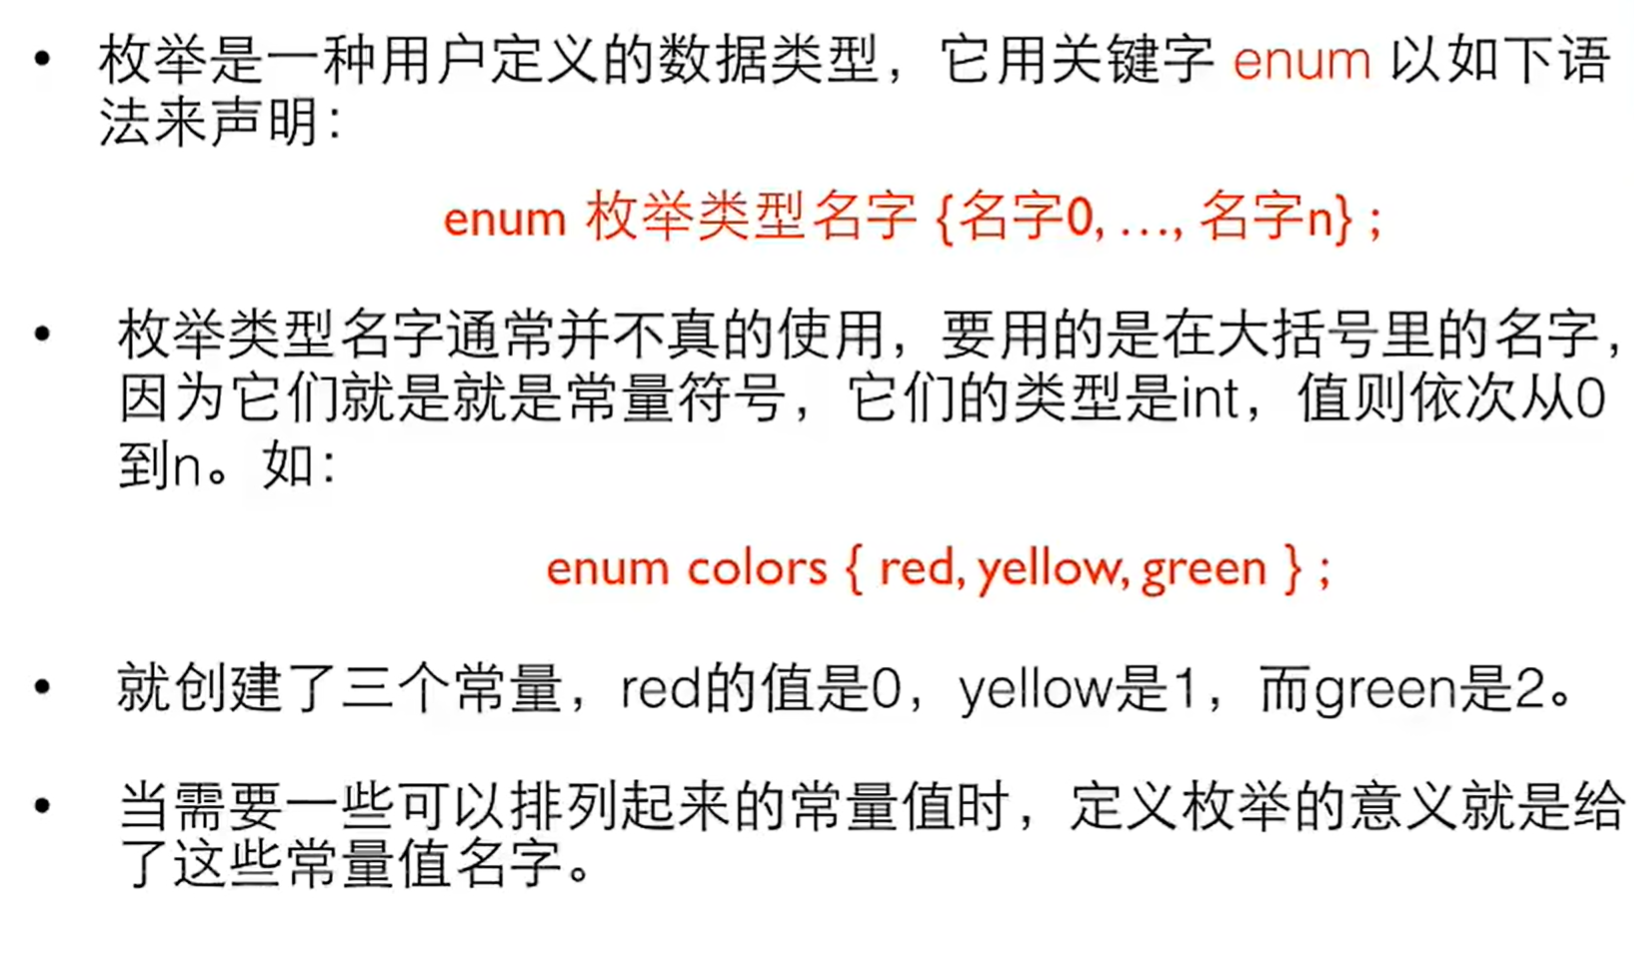 • 枚举是一种用户定义的数据类型，它用关键字 enum 以如下语
法来声明：
enum 枚举类型名字 {名字0, …, 名字n} ;
• 枚举类型名字通常并不真的使用，要用的是在大括号里的名字，
因为它们就是就是常量符号，它们的类型是int，值则依次从0
到n。如：
enum colors { red, yellow, green } ;
• 就创建了三个常量，red的值是0，yellow是1，而green是2。
• 当需要一些可以排列起来的常量值时，定义枚举的意义就是给
了这些常量值名字。